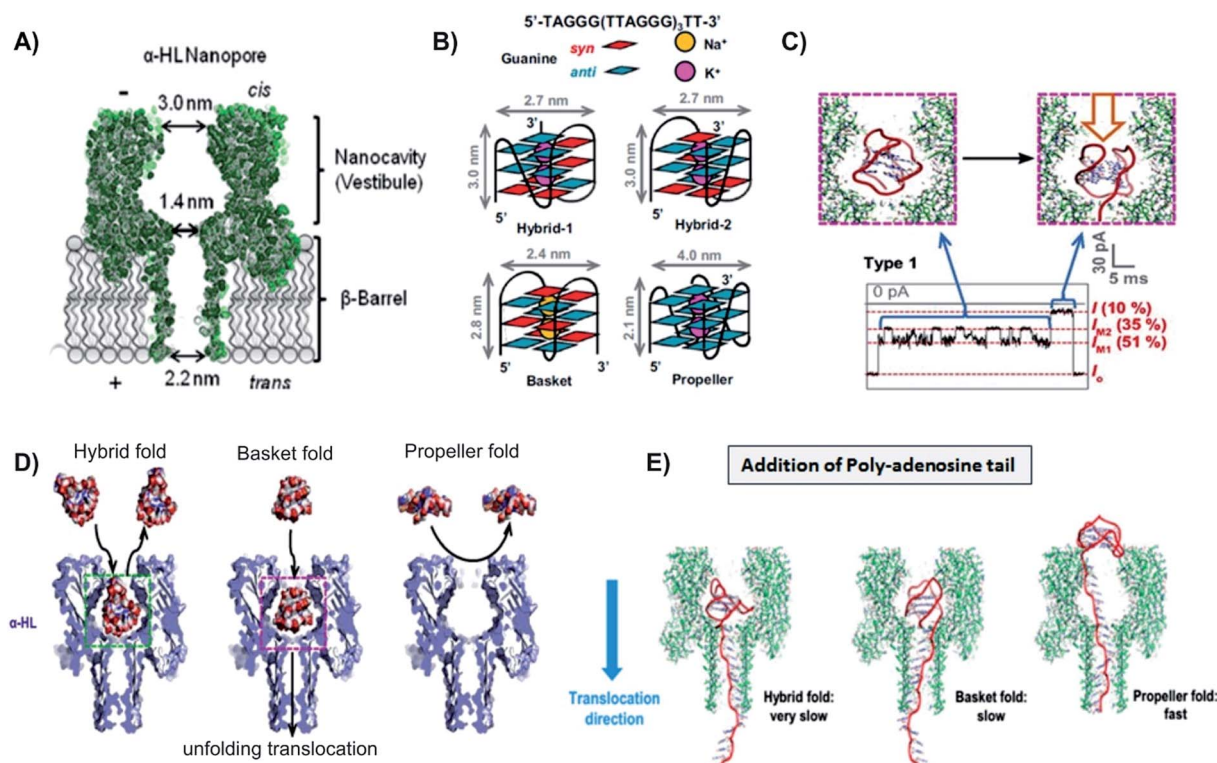 A)
α-HL Nanopore
-
cis
3.0 nm
Nanocavity
(Vestibule)
1.4 nm
β-Barrel
+
2.2 nm
trans
B)
5'-TAGGG(TTAGGG)3TT-3'
Guanine
syn
anti
Na+
K+
2.7 nm
3'
3.0 nm
5'
Hybrid-1
2.7 nm
3'
3.0 nm
5'
Hybrid-2
2.4 nm
2.8 nm
5'
3'
Basket
4.0 nm
3'
2.1 nm
5'
Propeller
C)
30 pA
5 ms
Type 1
0 pA
I (10 %)
IM2 (35 %)
IM1 (51 %)
Io
D)
Hybrid fold
Basket fold
Propeller fold
α-HL
unfolding translocation
E)
Addition of Poly-adenosine tail
Translocation
direction
Hybrid fold:
very slow
Basket fold:
slow
Propeller fold:
fast